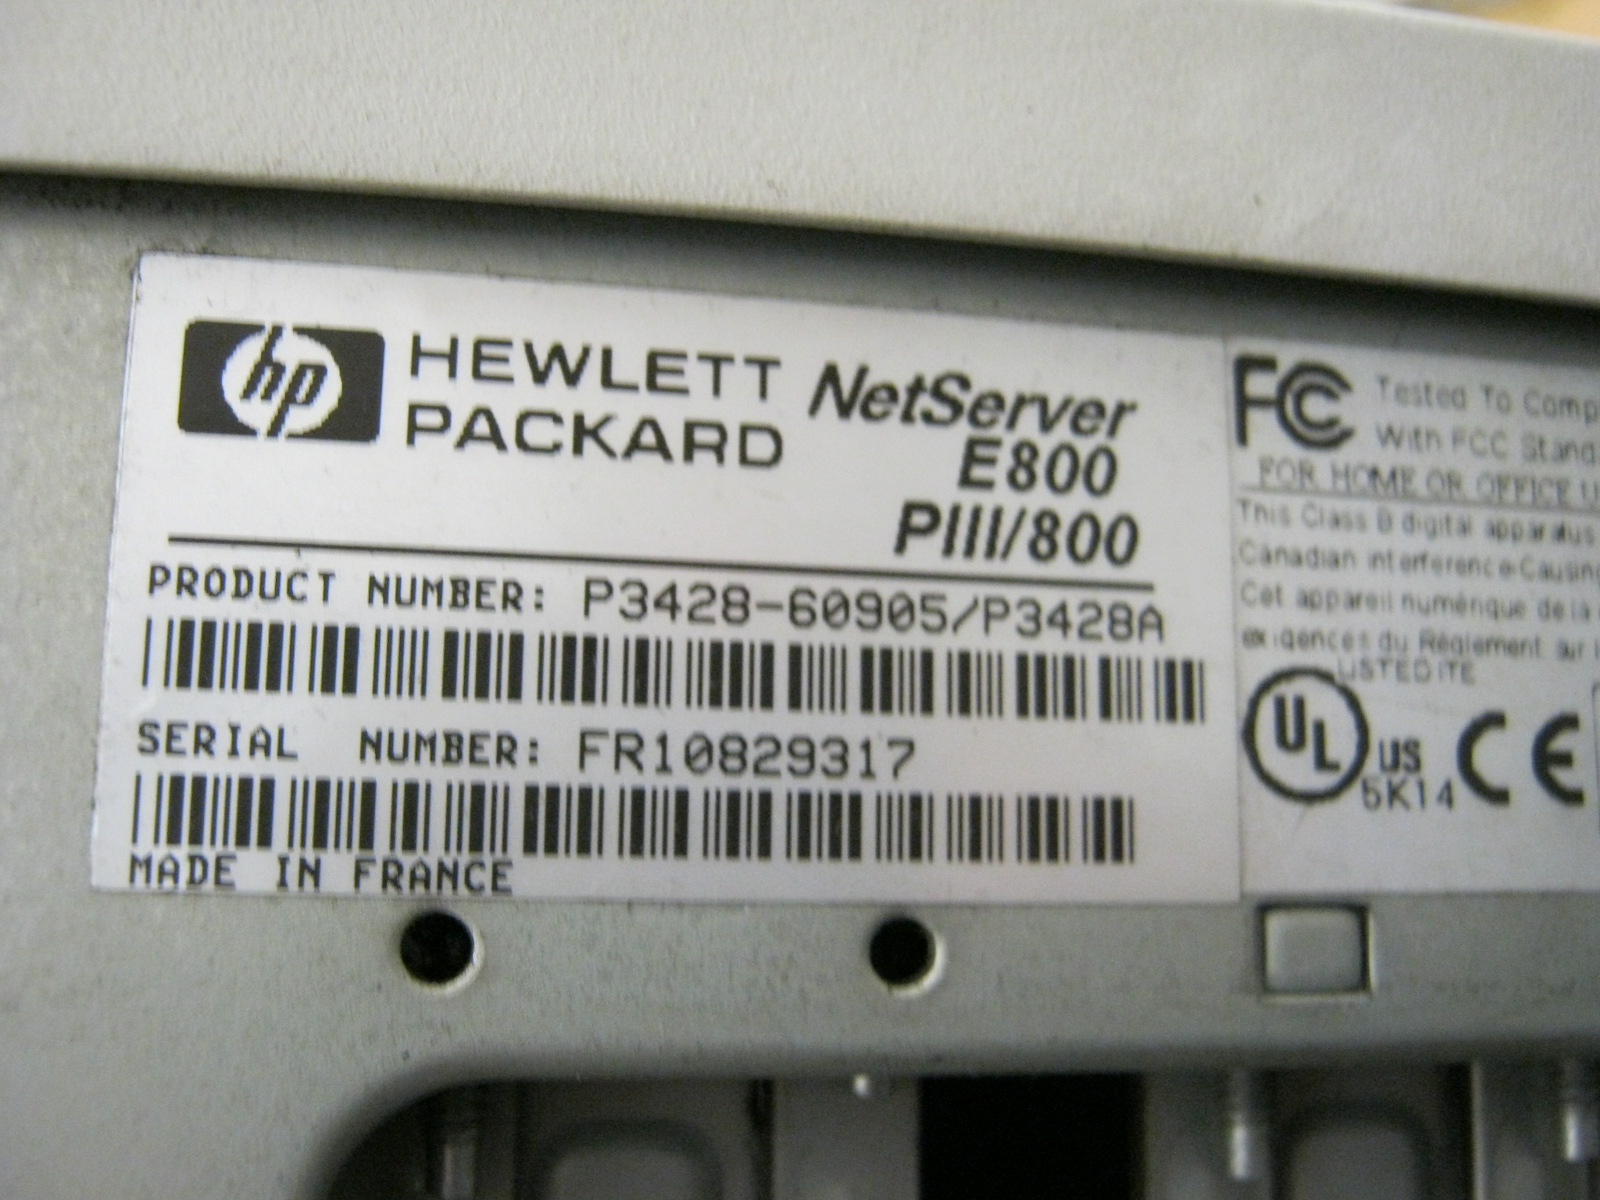 hp HEWLETT PACKARD
NetServer
E800
PIII/800
PRODUCT NUMBER: P3428-60905/P3428A
SERIAL NUMBER: FR10829317
MADE IN FRANCE
FC Tested To Comp
With FCC Stand
FOR HOME OR OFFICE U
This Class B digital apparatus
Canadian interference-Causing
Cet appareil numérique de la
exigences du Règlement sur
LISTED ITE
UL US
5K14
CE